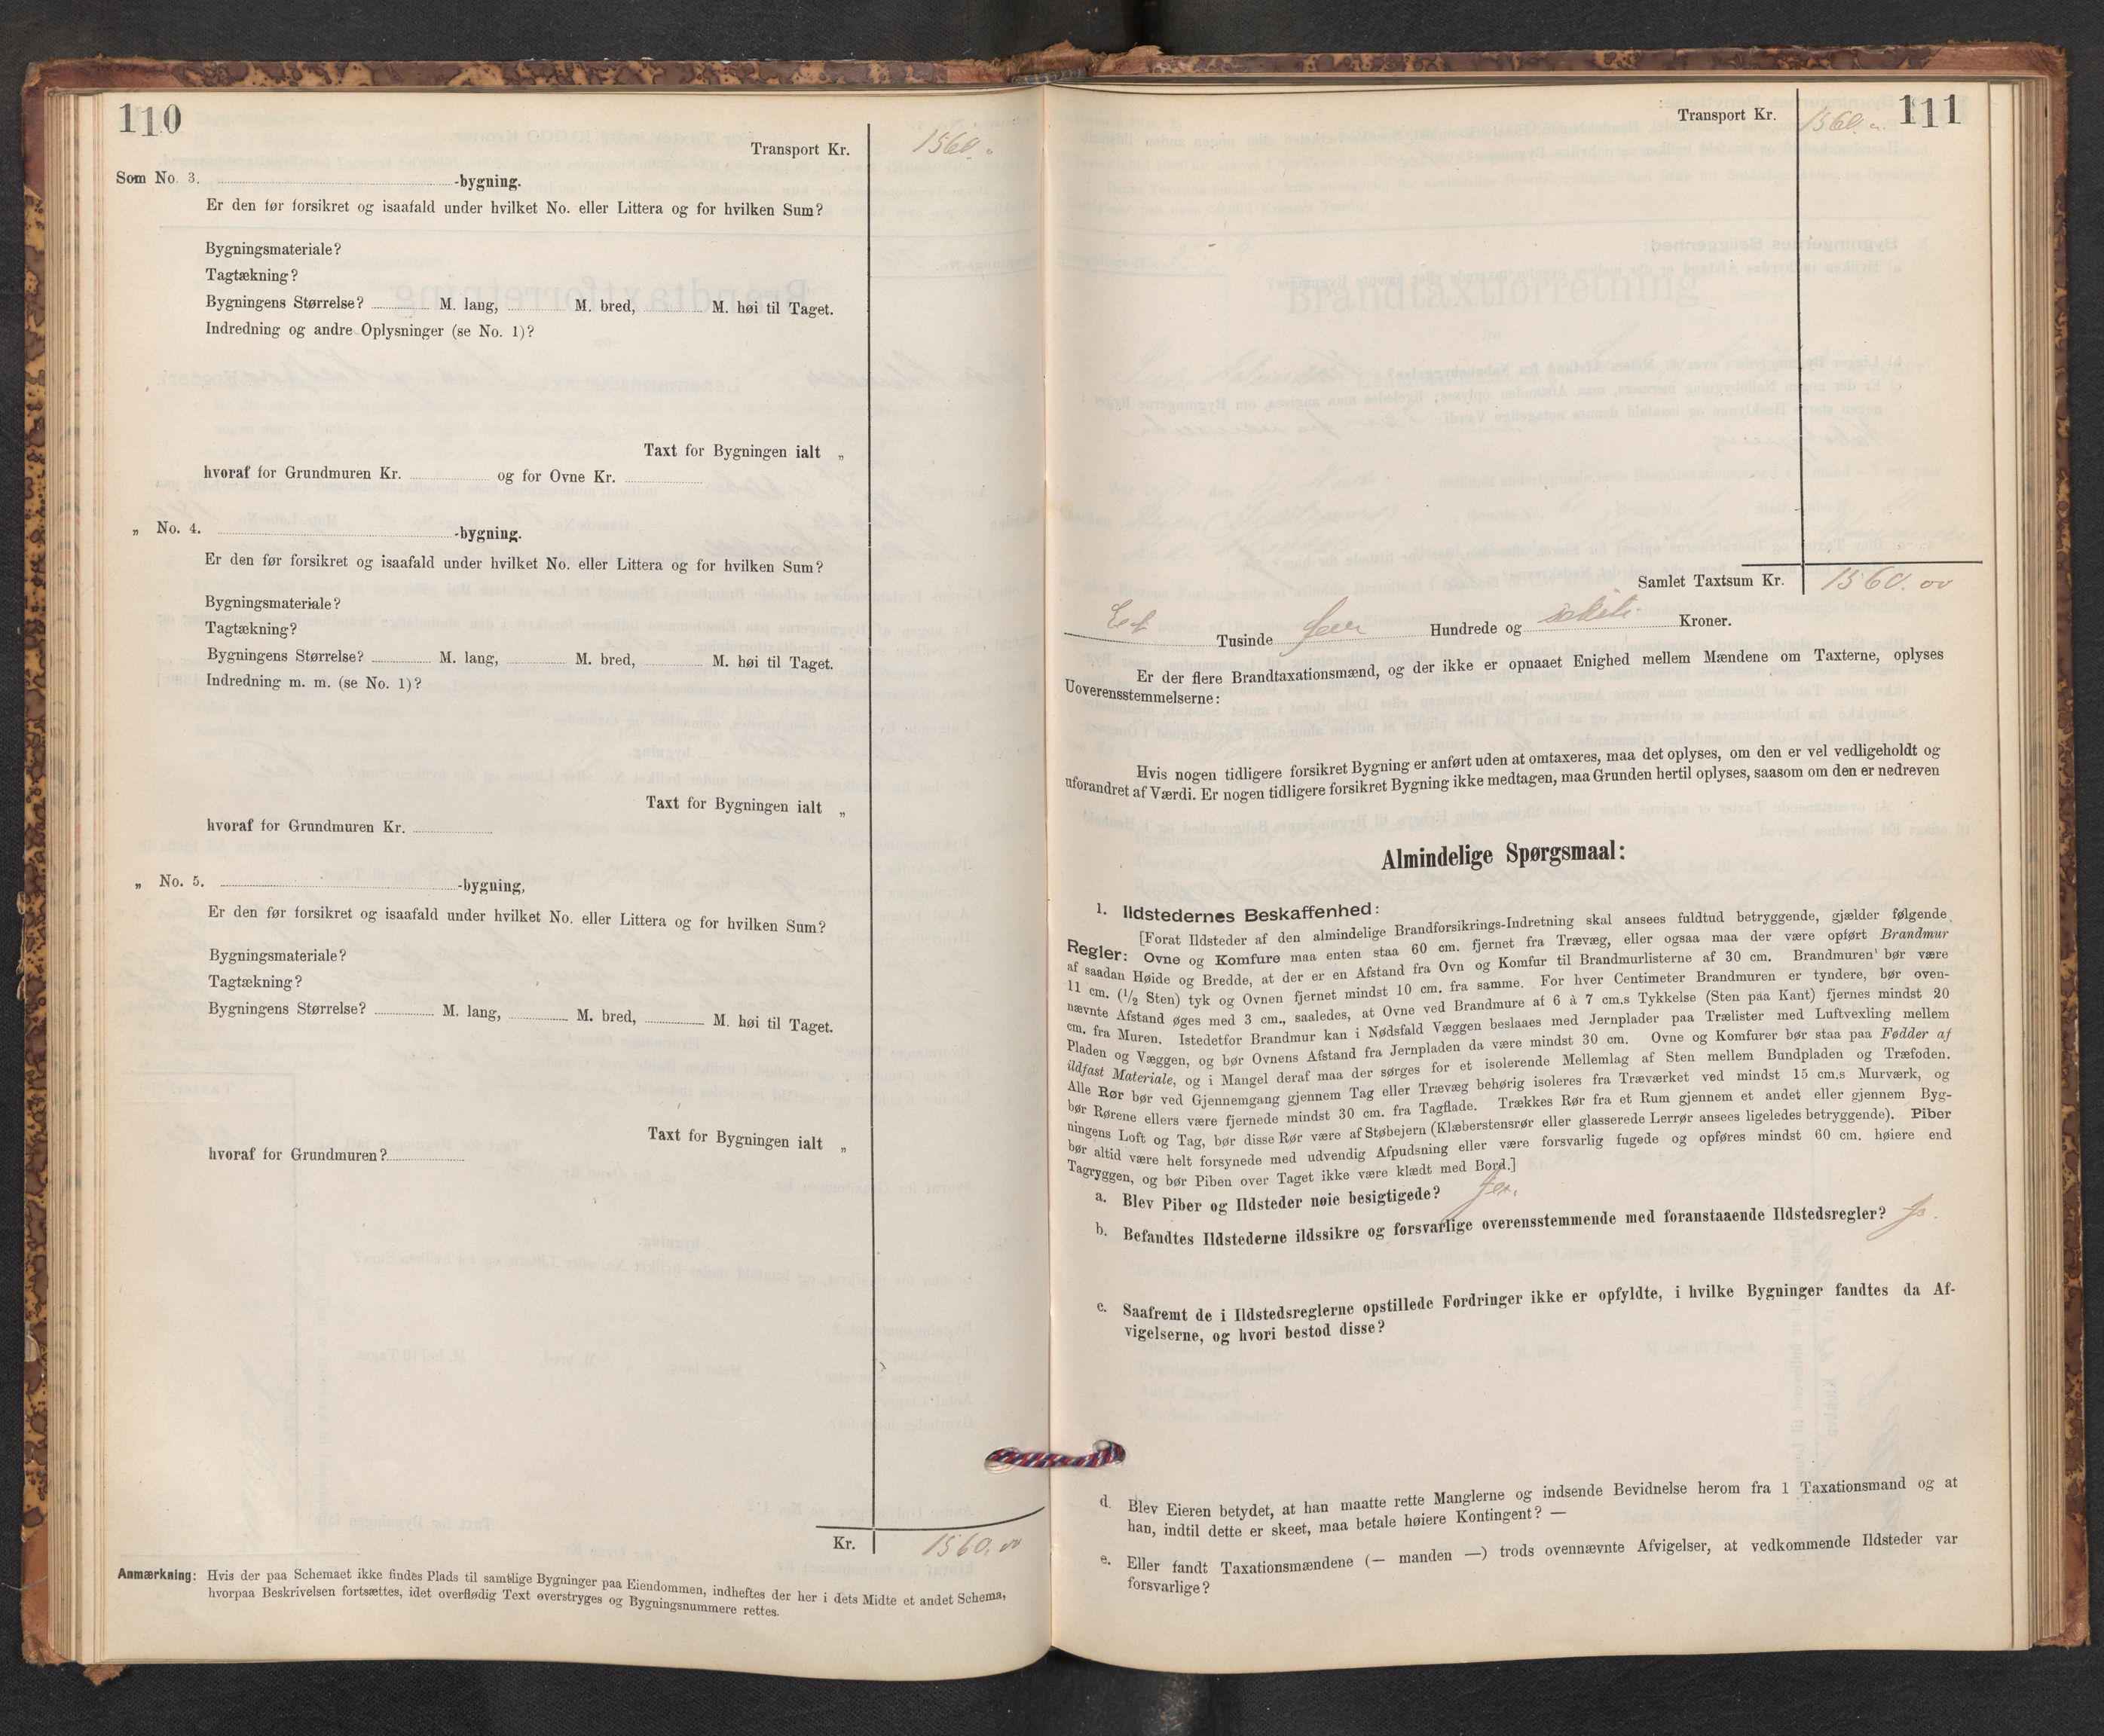 110
Transport Kr. 1560. "
Som No. 3. -bygning.
Er den før forsikret og isaafald under hvilket No. eller Littera og for hvilken Sum?
Bygningsmateriale?
Tagtækning?
Bygningens Størrelse? M. lang, M. bred, M. høi til Taget.
Indredning og andre Oplysninger (se No. 1)?
Taxt for Bygningen ialt „
hvoraf for Grundmuren Kr. og for Ovne Kr.
„ No. 4. -bygning.
Er den før forsikret og isaafald under hvilket No. eller Littera og for hvilken Sum?
Bygningsmateriale?
Tagtækning?
Bygningens Størrelse? M. lang, M. bred, M. høi til Taget.
Indredning m. m. (se No. 1)?
Taxt for Bygningen ialt „
hvoraf for Grundmuren Kr.
„ No. 5. -bygning,
Er den før forsikret og isaafald under hvilket No. eller Littera og for hvilken Sum?
Bygningsmateriale?
Tagtækning?
Bygningens Størrelse? M. lang, M. bred, M. høi til Taget.
Taxt for Bygningen ialt „
hvoraf for Grundmuren?
Kr. 1560.00
Anmærkning: Hvis der paa Schemaet ikke findes Plads til samtlige Bygninger paa Eiendommen, indheftes der her i dets Midte et andet Schema,
hvorpaa Beskrivelsen fortsættes, idet overflødig Text overstryges og Bygningsnummere rettes.
111
Transport Kr. 1560. "
Samlet Taxtsum Kr. 1560.00
Et Tusinde fem Hundrede og seksti Kroner.
Er der flere Brandtaxationsmænd, og der ikke er opnaaet Enighed mellem Mændene om Taxterne, oplyses
Uoverensstemmelserne:
Hvis nogen tidligere forsikret Bygning er anført uden at omtaxeres, maa det oplyses, om den er vel vedligeholdt og
uforandret af Værdi. Er nogen tidligere forsikret Bygning ikke medtagen, maa Grunden hertil oplyses, saasom om den er nedreven
Almindelige Spørgsmaal:
1. Ildstedernes Beskaffenhed:
[Forat Ildsteder af den almindelige Brandforsikrings-Indretning skal ansees fuldtud betryggende, gjælder følgende
Regler: Ovne og Komfure maa enten staa 60 cm. fjernet fra Trævæg, eller ogsaa maa der være opført Brandmur
af saadan Høide og Bredde, at der er en Afstand fra Ovn og Komfur til Brandmurlisterne af 30 cm. Brandmuren bør være
11 cm. (1/2 Sten) tyk og Ovnen fjernet mindst 10 cm. fra samme. For hver Centimeter Brandmuren er tyndere, bør oven-
nævnte Afstand øges med 3 cm., saaledes, at Ovne ved Brandmure af 6 à 7 cm.s Tykkelse (Sten paa Kant) fjernes mindst 20
cm. fra Muren. Istedetfor Brandmur kan i Nødsfald Væggen beslaaes med Jernplader paa Trælister med Luftvexling mellem
Pladen og Væggen, og bør Ovnens Afstand fra Jernpladen da være mindst 30 cm. Ovne og Komfurer bør staa paa Fødder af
ildfast Materiale, og i Mangel deraf maa der sørges for et isolerende Mellemlag af Sten mellem Bundpladen og Træfoden.
Alle Rør bør ved Gjennemgang gjennem Tag eller Trævæg behørig isoleres fra Træværket ved mindst 15 cm.s Murværk, og
bør Rørene ellers være fjernede mindst 30 cm. fra Tagflade. Trækkes Rør fra et Rum gjennem et andet eller gjennem Byg-
ningens Loft og Tag, bør disse Rør være af Støbejern (Klæberstensrør eller glasserede Lerrør ansees ligeledes betryggende). Piber
bør altid være helt forsynede med udvendig Afpudsning eller være forsvarlig fugede og opføres mindst 60 cm. høiere end
Tagryggen, og bør Piben over Taget ikke være klædt med Bord.]
a. Blev Piber og Ildsteder nøie besigtigede? Ja.
b. Befandtes Ildstederne ildssikre og forsvarlige overensstemmende med foranstaaende Ildstedsregler? Ja.
c. Saafremt de i Ildstedsreglerne opstillede Fordringer ikke er opfyldte, i hvilke Bygninger fandtes da Af-
vigelserne, og hvori bestod disse?
d. Blev Eieren betydet, at han maatte rette Manglerne og indsende Bevidnelse herom fra 1 Taxationsmand og at
han, indtil dette er skeet, maa betale høiere Kontingent? —
e. Eller fandt Taxationsmændene (— manden —) trods ovennævnte Afvigelser, at vedkommende Ildsteder var
forsvarlige?